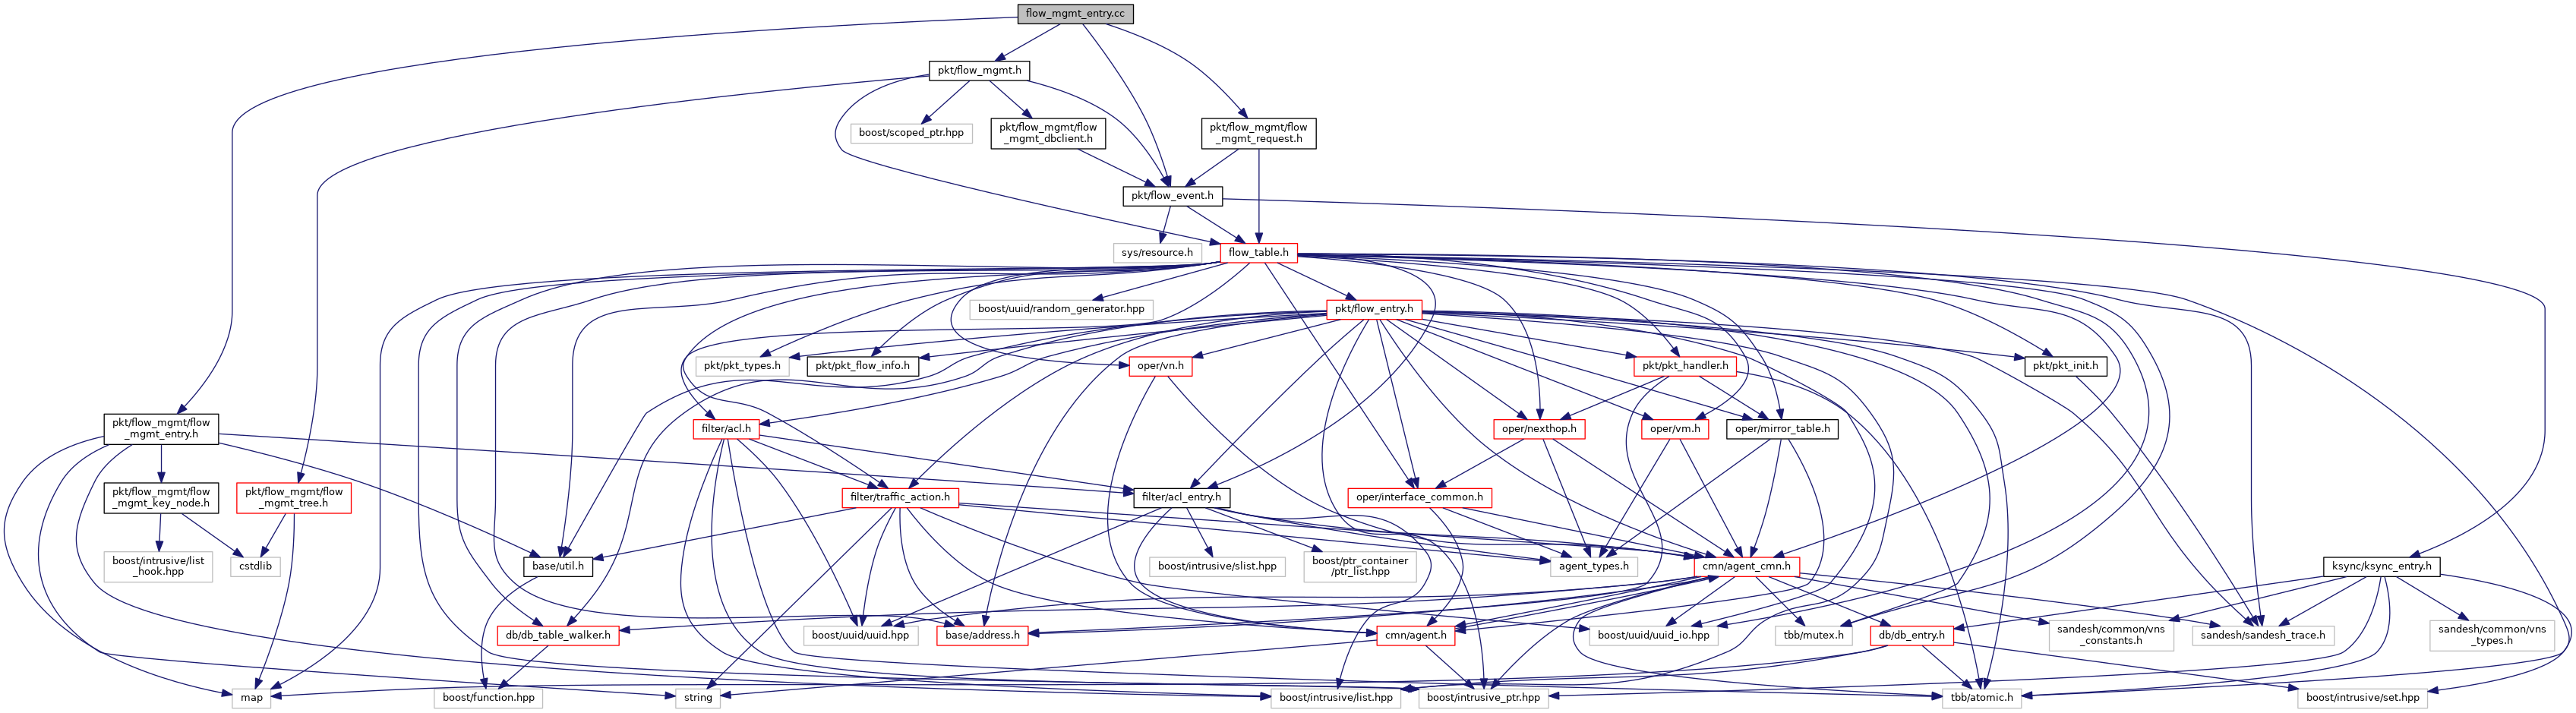 flow_mgmt_entry.cc
pkt/flow_mgmt.h
boost/scoped_ptr.hpp
pkt/flow_mgmt/flow
_mgmt_dbclient.h
pkt/flow_mgmt/flow
_mgmt_request.h
pkt/flow_event.h
sys/resource.h
flow_table.h
boost/uuid/random_generator.hpp
pkt/flow_entry.h
pkt/pkt_types.h
pkt/pkt_flow_info.h
oper/vn.h
pkt/pkt_handler.h
pkt/pkt_init.h
pkt/flow_mgmt/flow
_mgmt_entry.h
filter/acl.h
oper/nexthop.h
oper/vm.h
oper/mirror_table.h
pkt/flow_mgmt/flow
_mgmt_key_node.h
pkt/flow_mgmt/flow
_mgmt_tree.h
filter/traffic_action.h
filter/acl_entry.h
oper/interface_common.h
boost/intrusive/list
_hook.hpp
cstdlib
base/util.h
boost/intrusive/slist.hpp
boost/ptr_container
/ptr_list.hpp
agent_types.h
cmn/agent_cmn.h
ksync/ksync_entry.h
db/db_table_walker.h
boost/uuid/uuid.hpp
base/address.h
cmn/agent.h
boost/uuid/uuid_io.hpp
tbb/mutex.h
db/db_entry.h
sandesh/common/vns
_constants.h
sandesh/sandesh_trace.h
sandesh/common/vns
_types.h
map
boost/function.hpp
string
boost/intrusive/list.hpp
boost/intrusive_ptr.hpp
tbb/atomic.h
boost/intrusive/set.hpp